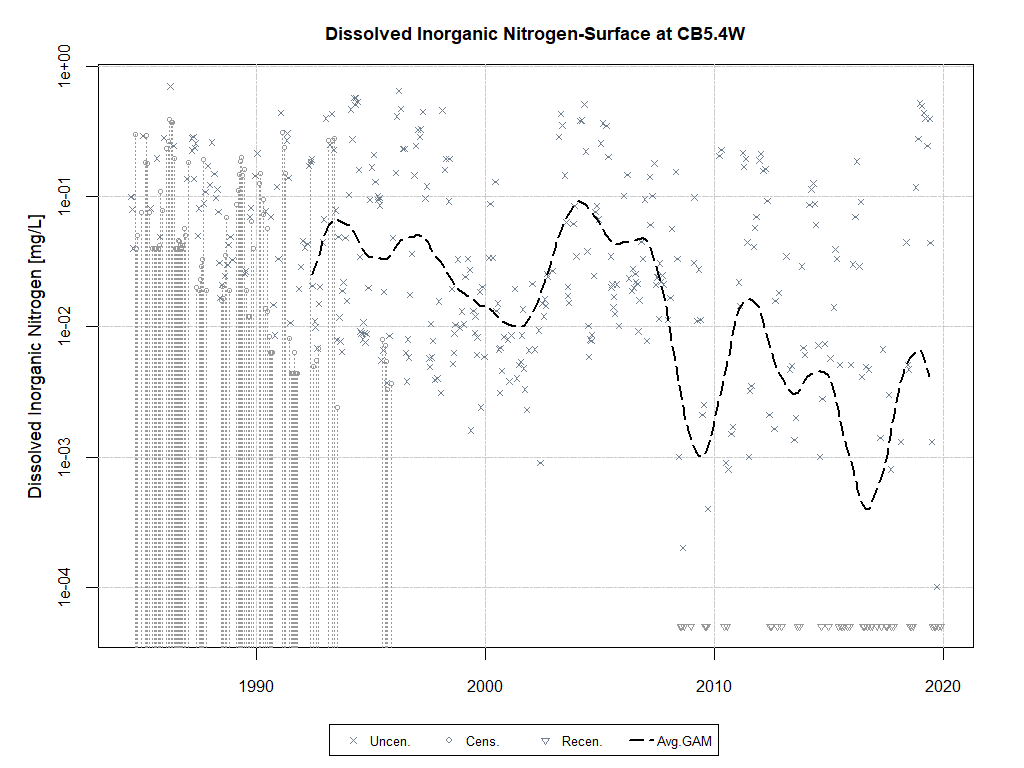 Dissolved Inorganic Nitrogen-Surface at CB5.4W
Dissolved Inorganic Nitrogen [mg/L]
1e+00
1e-01
1e-02
1e-03
1e-04
1990 2000 2010 2020
Uncen. Cens. Recen. Avg.GAM